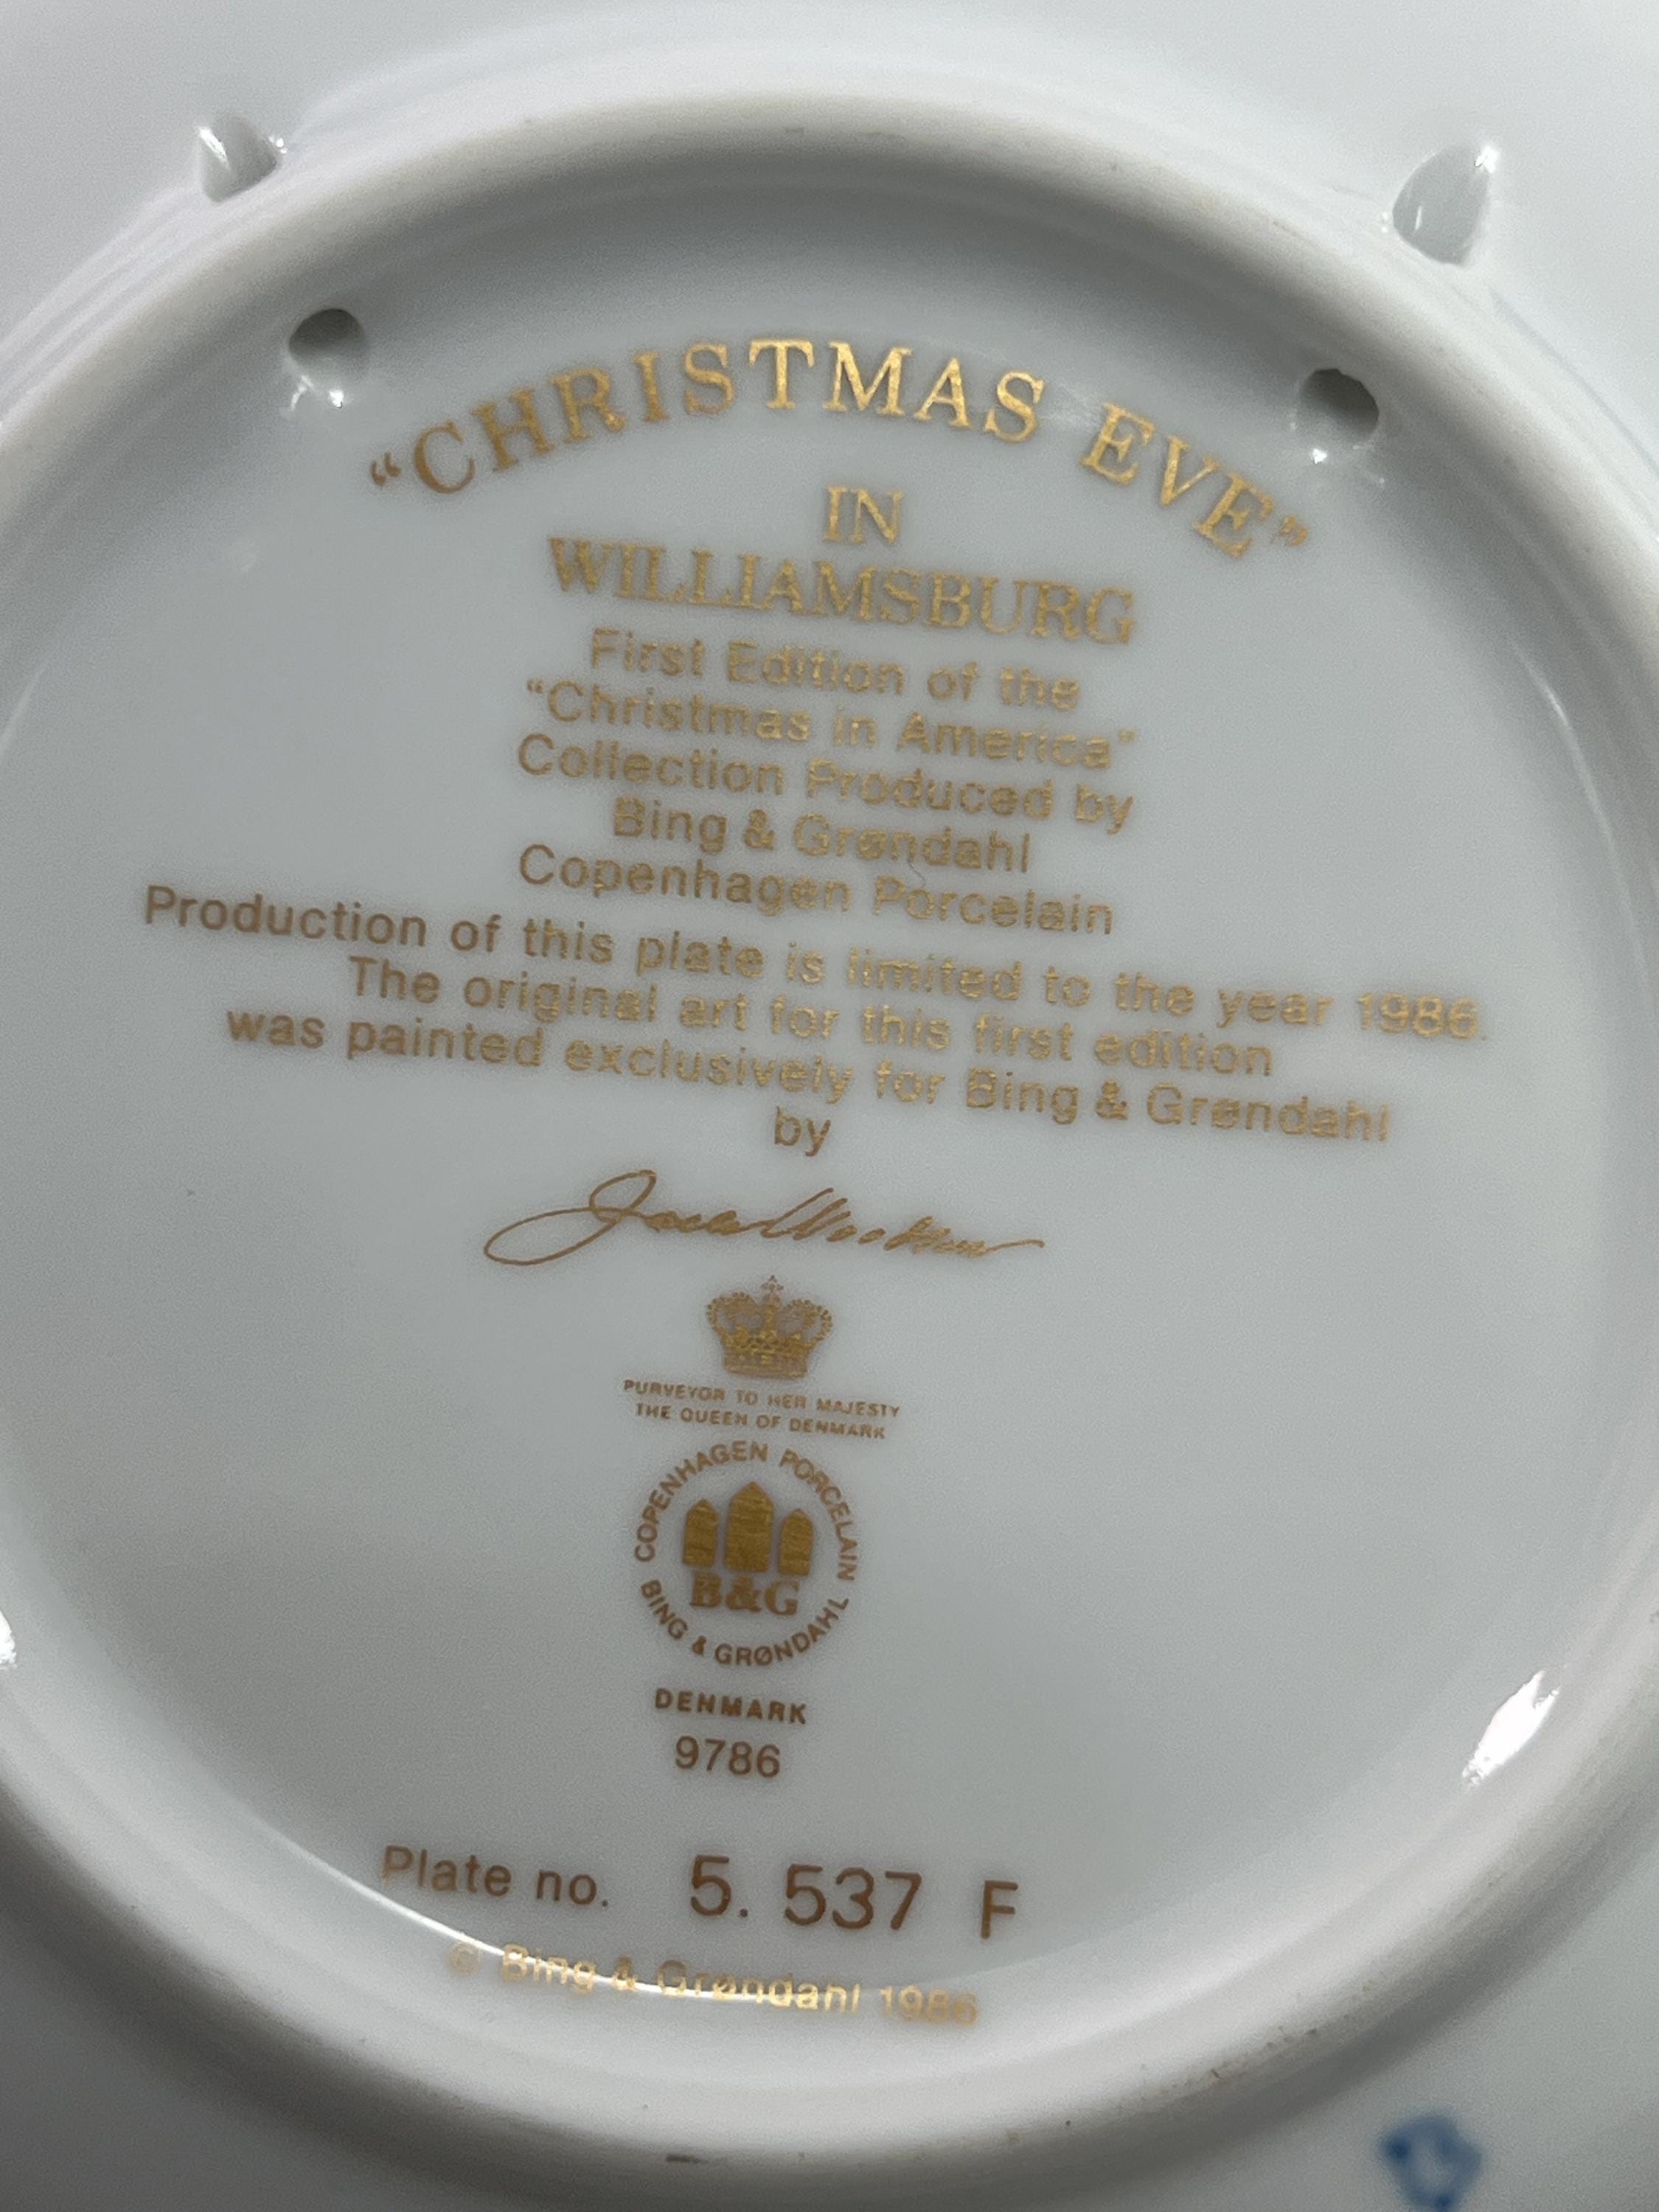 “CHRISTMAS EVE”
IN
WILLIAMSBURG
First Edition of the
“Christmas in America”
Collection Produced by
Bing & Grøndahl
Copenhagen Porcelain
Production of this plate is limited to the year 1986.
The original art for this first edition
was painted exclusively for Bing & Grøndahl
by
PURVEYOR TO HER MAJESTY
THE QUEEN OF DENMARK
COPENHAGEN PORCELAIN
B&G
BING & GRØNDAHL
DENMARK
9786
Plate no. 5. 537 F
© Bing & Grøndahl 1986